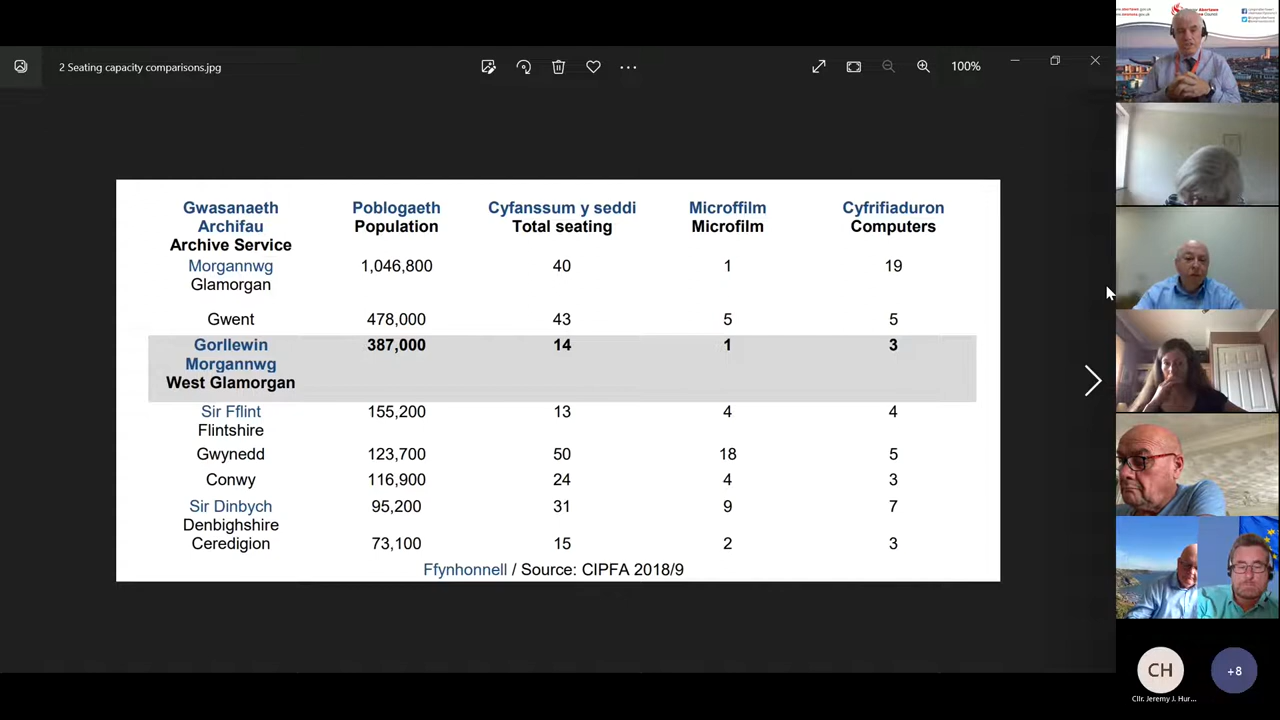 2 Seating capacity comparisons.jpg
100%
Gwasanaeth Poblogaeth Cyfanssum y seddi Microffilm Cyfrifiaduron
Archifau Population Total seating Microfilm Computers
Archive Service
Morgannwg 1,046,800 40 1 19
Glamorgan
Gwent 478,000 43 5 5
Gorllewin 387,000 14 1 3
Morgannwg
West Glamorgan
Sir Fflint 155,200 13 4 4
Flintshire
Gwynedd 123,700 50 18 5
Conwy 116,900 24 4 3
Sir Dinbych 95,200 31 9 7
Denbighshire
Ceredigion 73,100 15 2 3
Ffynhonnell / Source: CIPFA 2018/9
CH
+8
Cllr. Jeremy J. Hur...